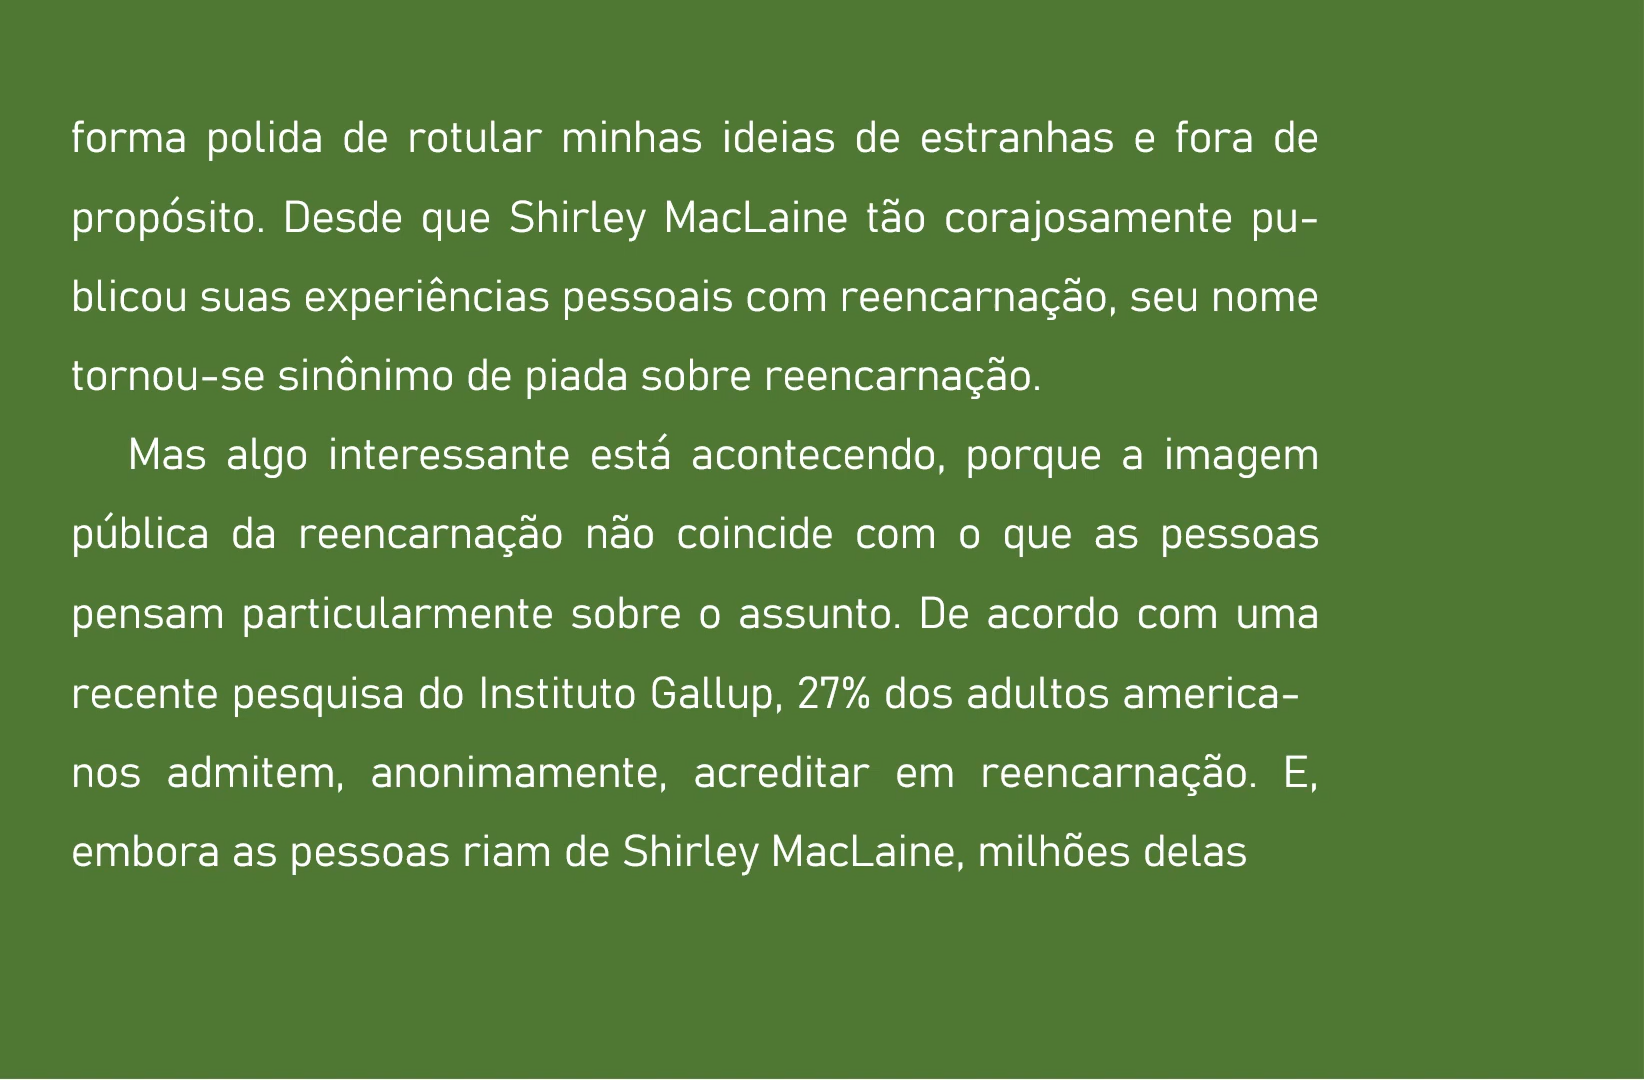 forma polida de rotular minhas ideias de estranhas e fora de
propósito. Desde que Shirley MacLaine tão corajosamente pu-
blicou suas experiências pessoais com reencarnação, seu nome
tornou-se sinônimo de piada sobre reencarnação.
Mas algo interessante está acontecendo, porque a imagem
pública da reencarnação não coincide com o que as pessoas
pensam particularmente sobre o assunto. De acordo com uma
recente pesquisa do Instituto Gallup, 27% dos adultos america-
nos admitem, anonimamente, acreditar em reencarnação. E,
embora as pessoas riam de Shirley MacLaine, milhões delas